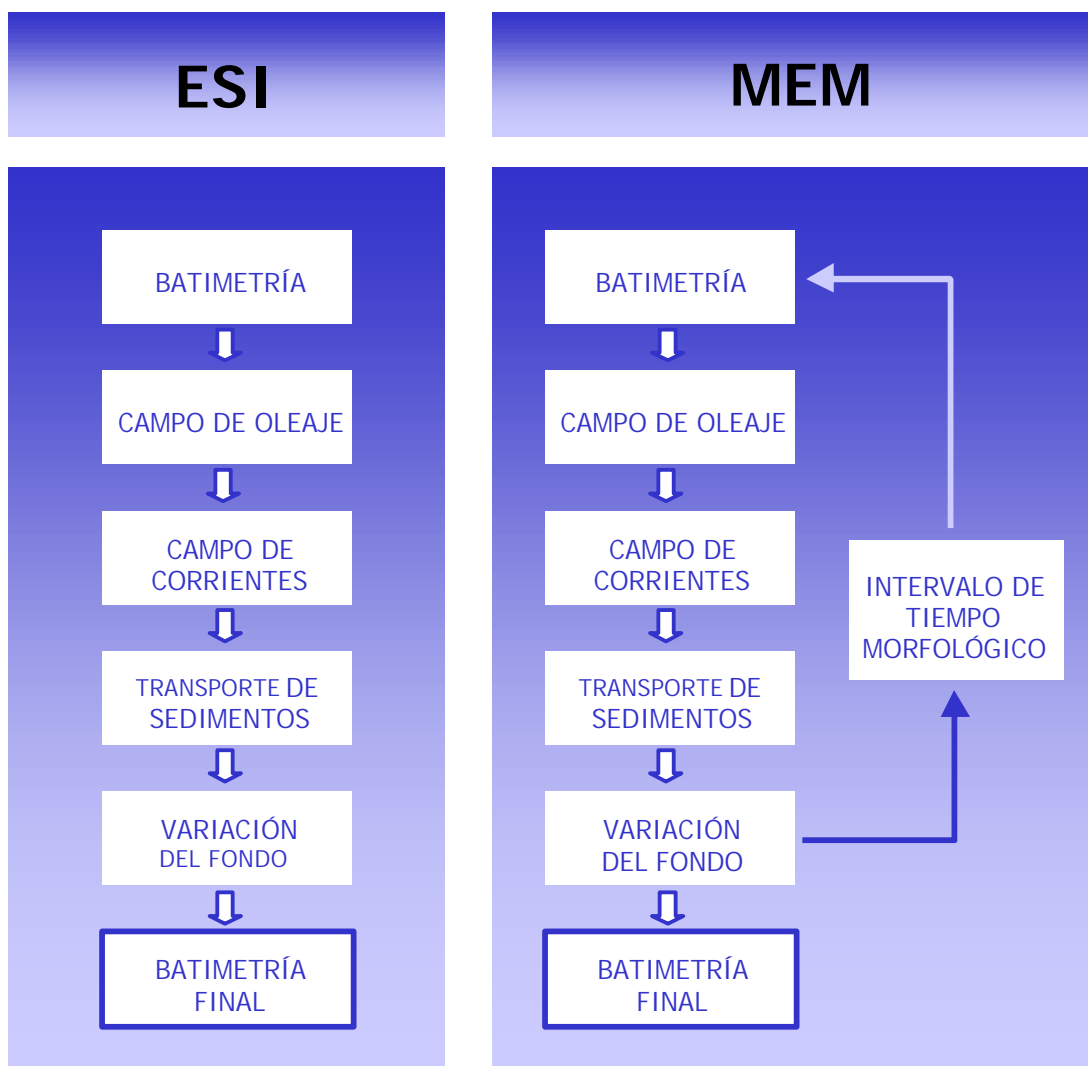 ESI
BATIMETRÍA
CAMPO DE OLEAJE
CAMPO DE
CORRIENTES
TRANSPORTE DE
SEDIMENTOS
VARIACIÓN
DEL FONDO
BATIMETRÍA
FINAL
MEM
BATIMETRÍA
CAMPO DE OLEAJE
CAMPO DE
CORRIENTES
TRANSPORTE DE
SEDIMENTOS
VARIACIÓN
DEL FONDO
BATIMETRÍA
FINAL
INTERVALO DE
TIEMPO
MORFOLÓGICO